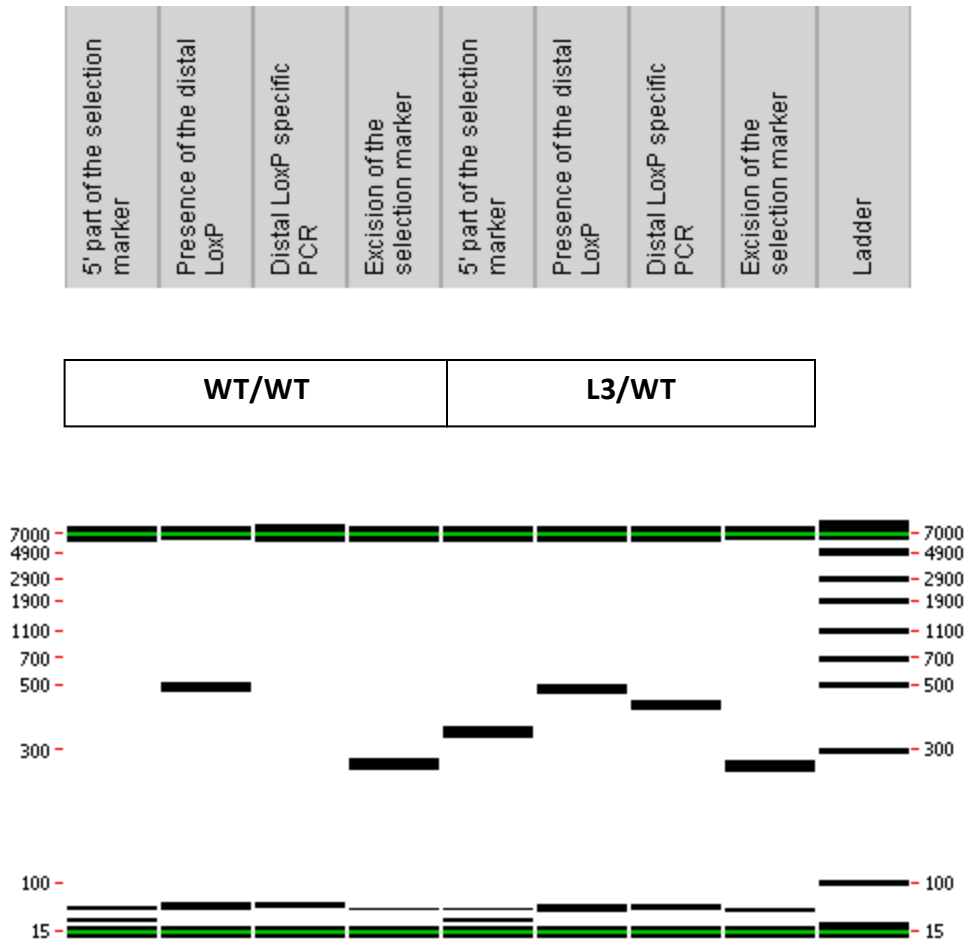 5' part of the selection
marker
Presence of the distal
LoxP
Distal LoxP specific
PCR
Excision of the
selection marker
5' part of the selection
marker
Presence of the distal
LoxP
Distal LoxP specific
PCR
Excision of the
selection marker
Ladder
WT/WT L3/WT
7000 7000
4900 4900
2900 2900
1900 1900
1100 1100
700 700
500 500
300 300
100 100
15 15